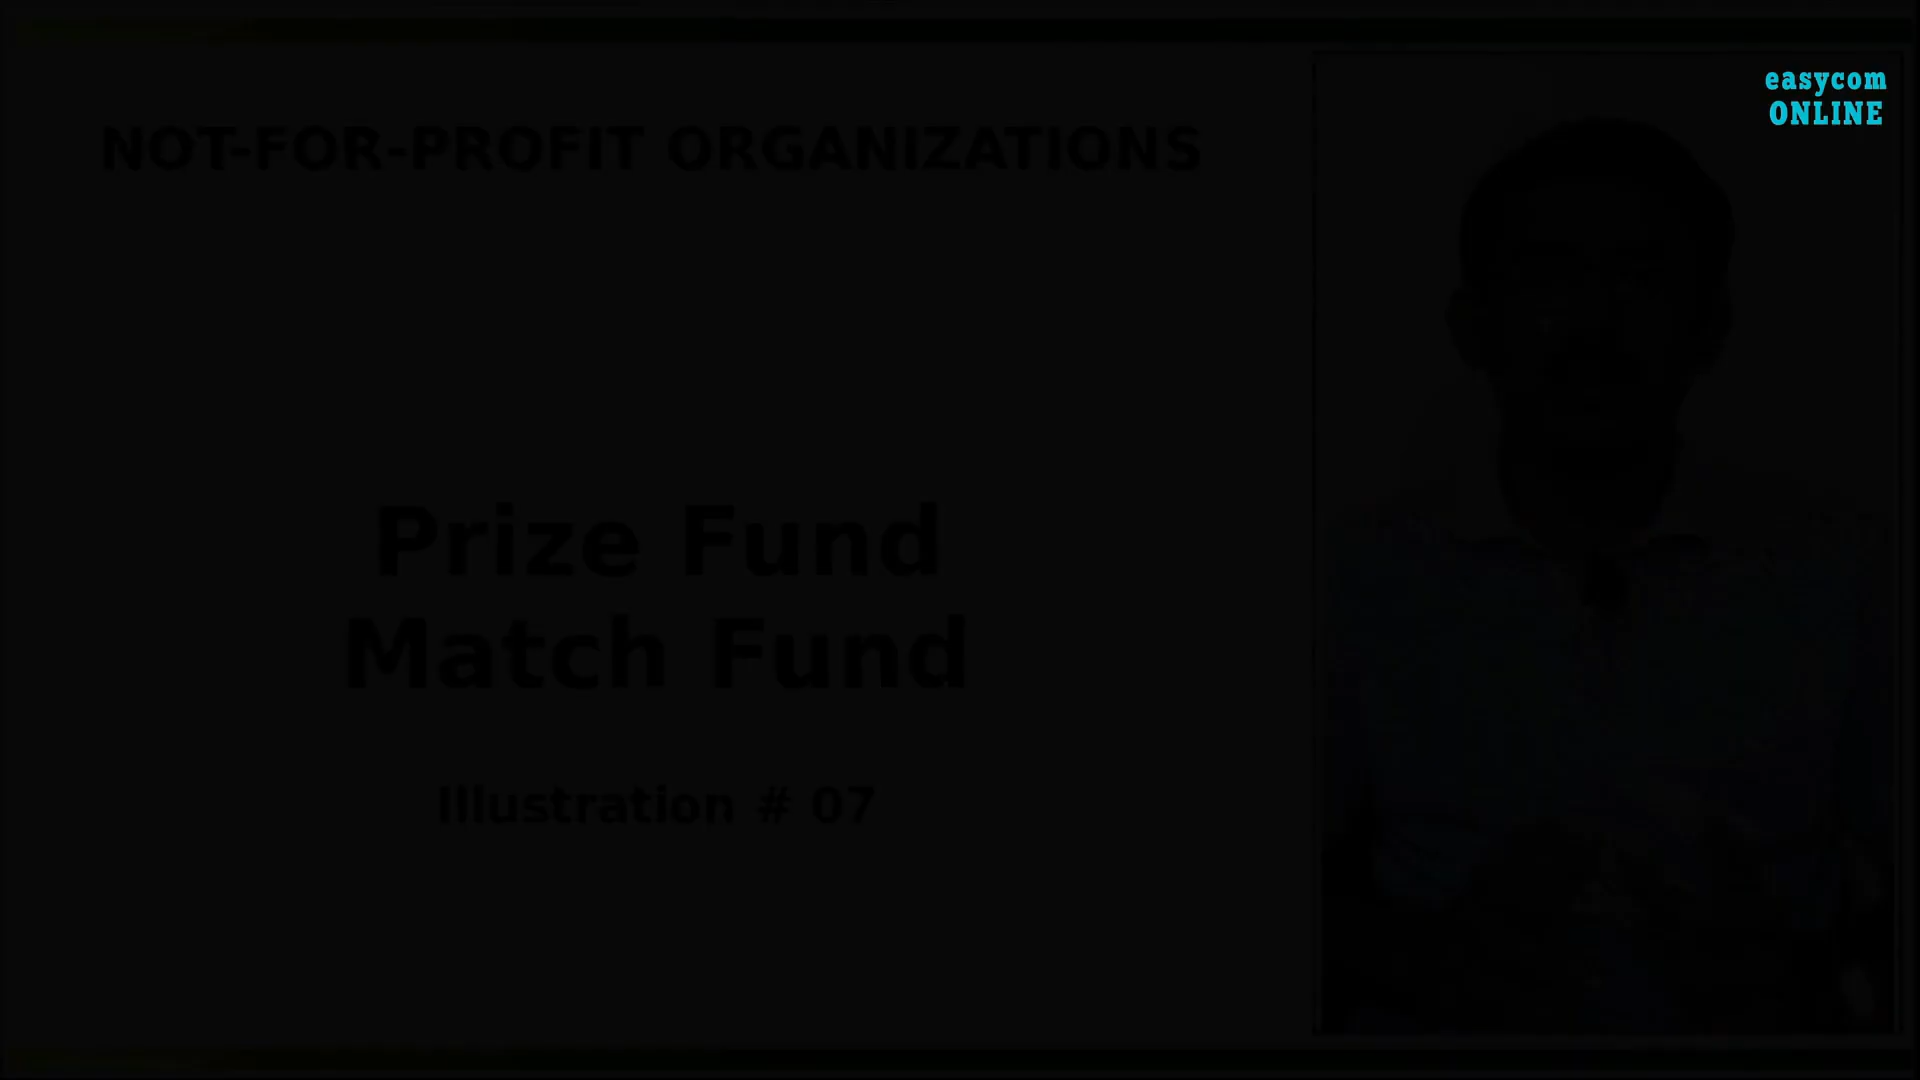 easycom
ONLINE
NOT-FOR-PROFIT ORGANIZATIONS
Prize Fund
Match Fund
Illustration # 07